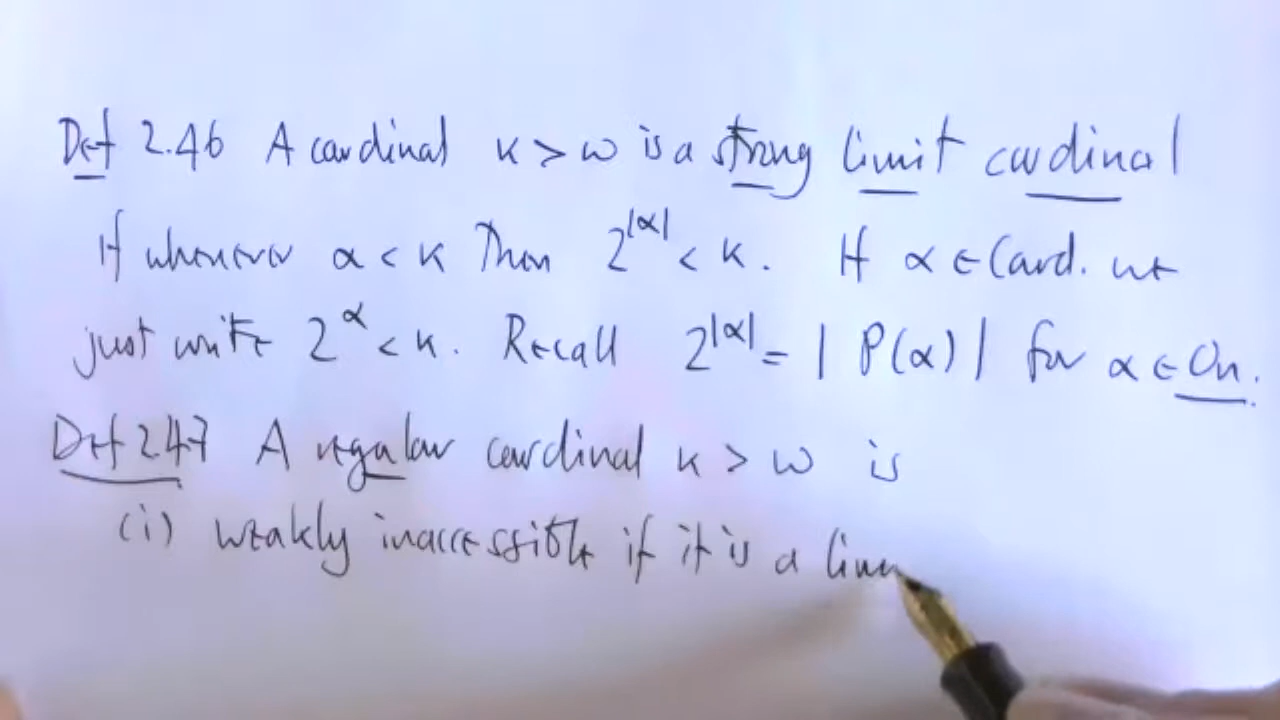 Def 2.46 A cardinal κ > ω is a strong limit cardinal
if whenever α < κ Then 2^|α| < κ. If α ∈ Card. we
just write 2^α < κ. Recall 2^|α| = | P(α) | for α ∈ On.
Def 2.47 A regular cardinal κ > ω is
(i) weakly inaccessible if it is a lim